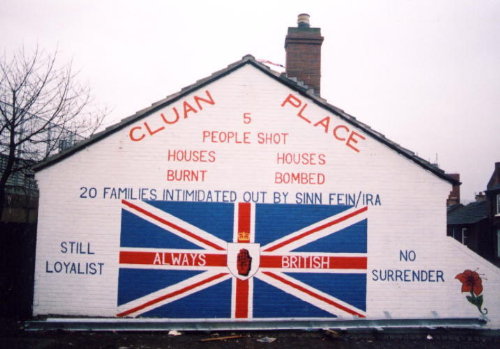 CLUAN PLACE
5
PEOPLE SHOT
HOUSES BURNT
HOUSES BOMBED
20 FAMILIES INTIMIDATED OUT BY SINN FEIN/IRA
STILL LOYALIST
ALWAYS BRITISH
NO SURRENDER